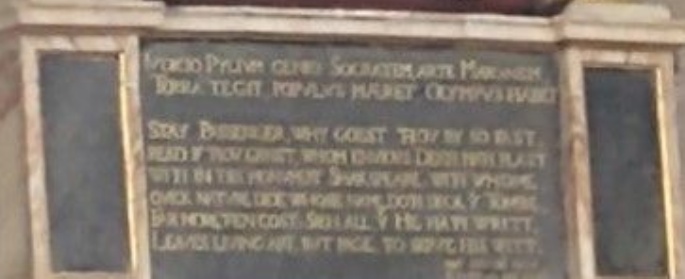 IVDICIO PYLIUM GENIO SOCRATEM, ARTE MARONEM
TERRA TEGIT, POPVLVS MÆRET, OLYMPVS HABET
STAY PASSENGER, WHY GOEST THOV BY SO FAST,
READ IF THOV CANST, WHOM ENVIOUS DEATH HATH PLAST
WITH IN THIS MONUMENT SHAKSPEARE: WITH WHOME,
QVICK NATVRE DIDE WHOSE NAME, DOTH DECK Y TOMBE,
FAR MORE, THEN COST: SIEH ALL, Y HE HATH WRITT,
LEAVES LIVING ART, BVT PAGE, TO SERVE HIS WITT.